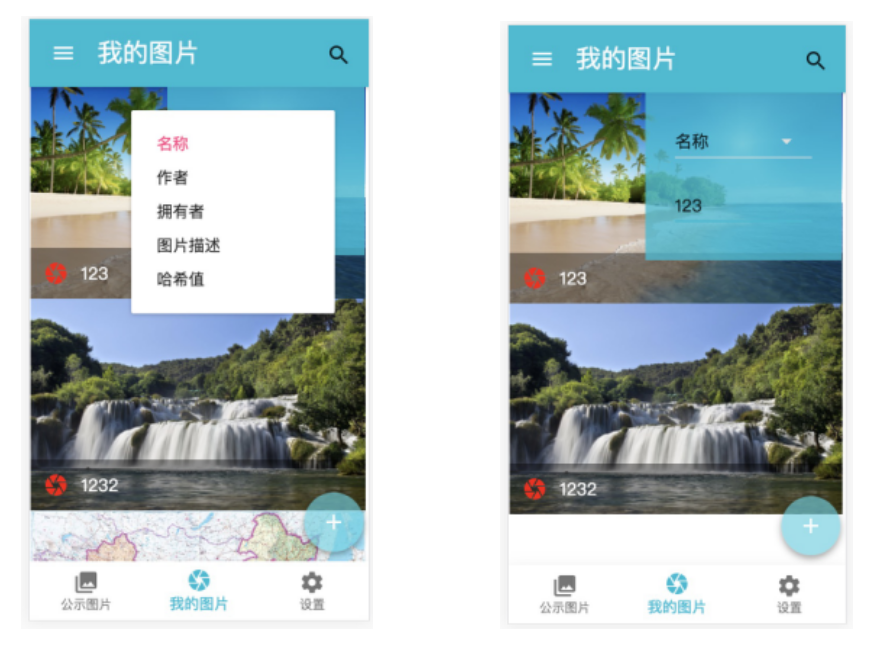 我的图片
名称
作者
拥有者
图片描述
哈希值
123
1232
+
公示图片
我的图片
设置
我的图片
名称
123
123
1232
+
公示图片
我的图片
设置